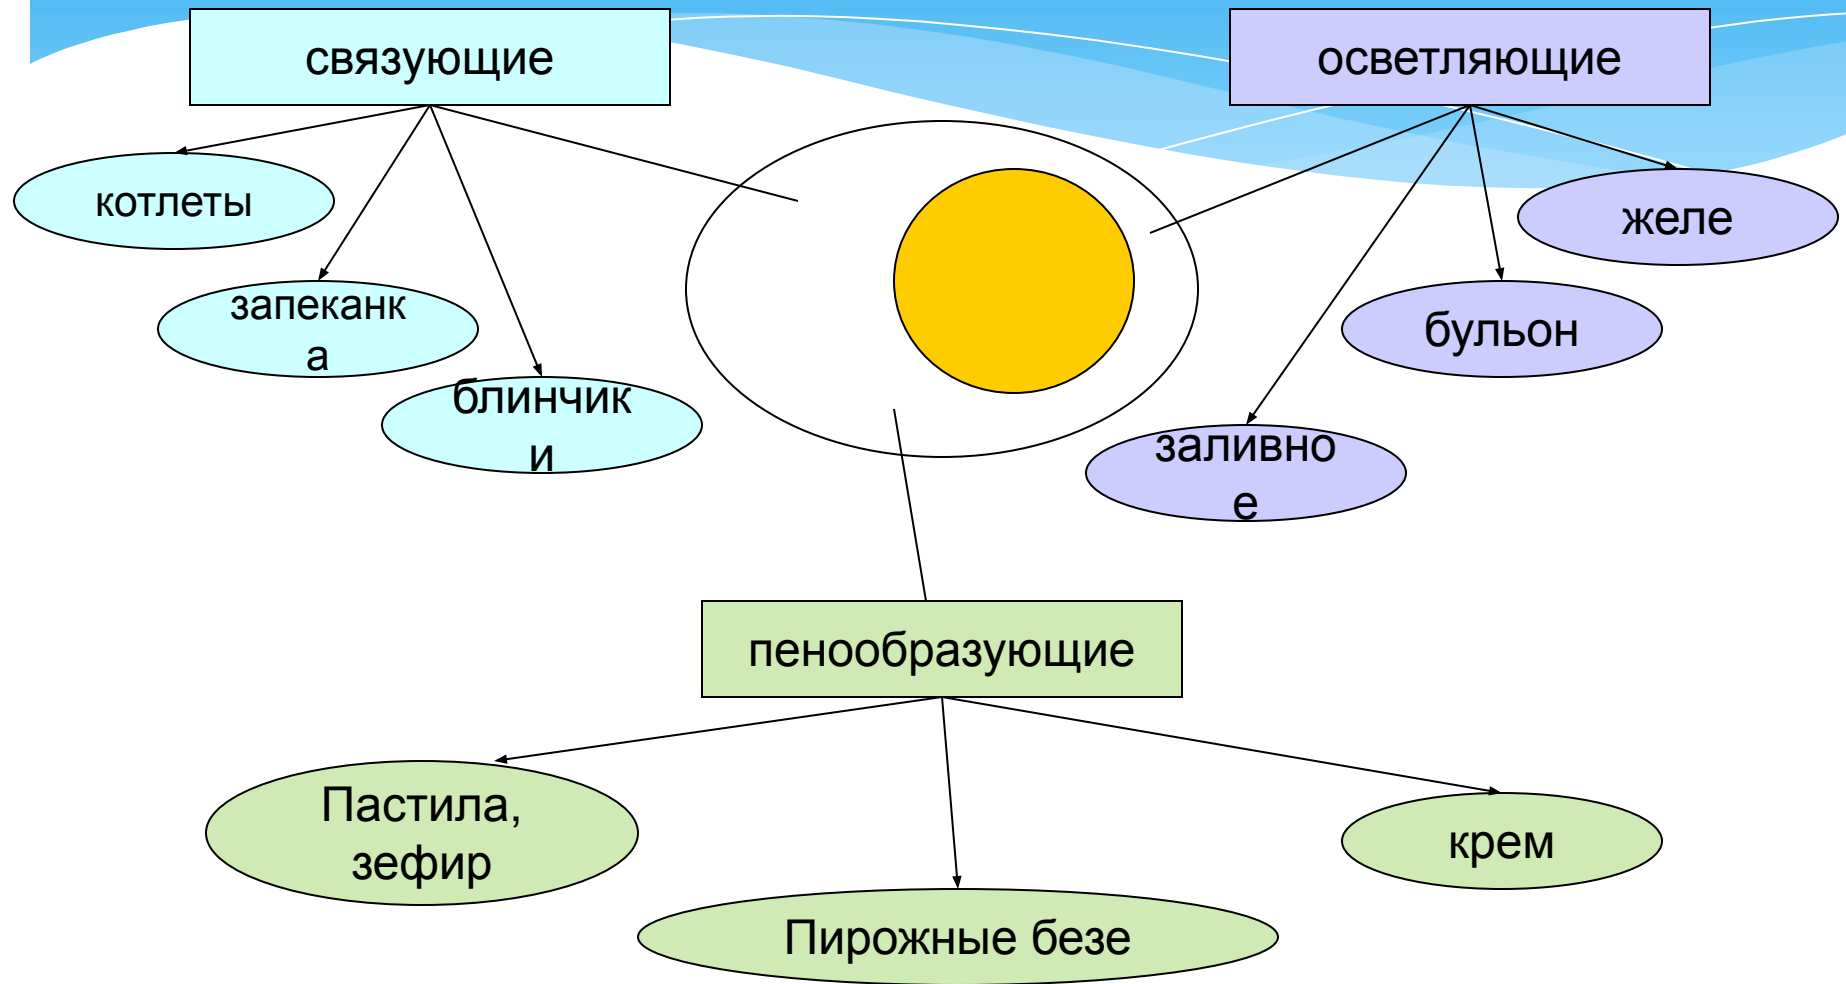 связующие
осветляющие
котлеты
желе
запеканк
а
бульон
блинчик
и
заливно
е
пенообразующие
Пастила,
зефир
крем
Пирожные безе